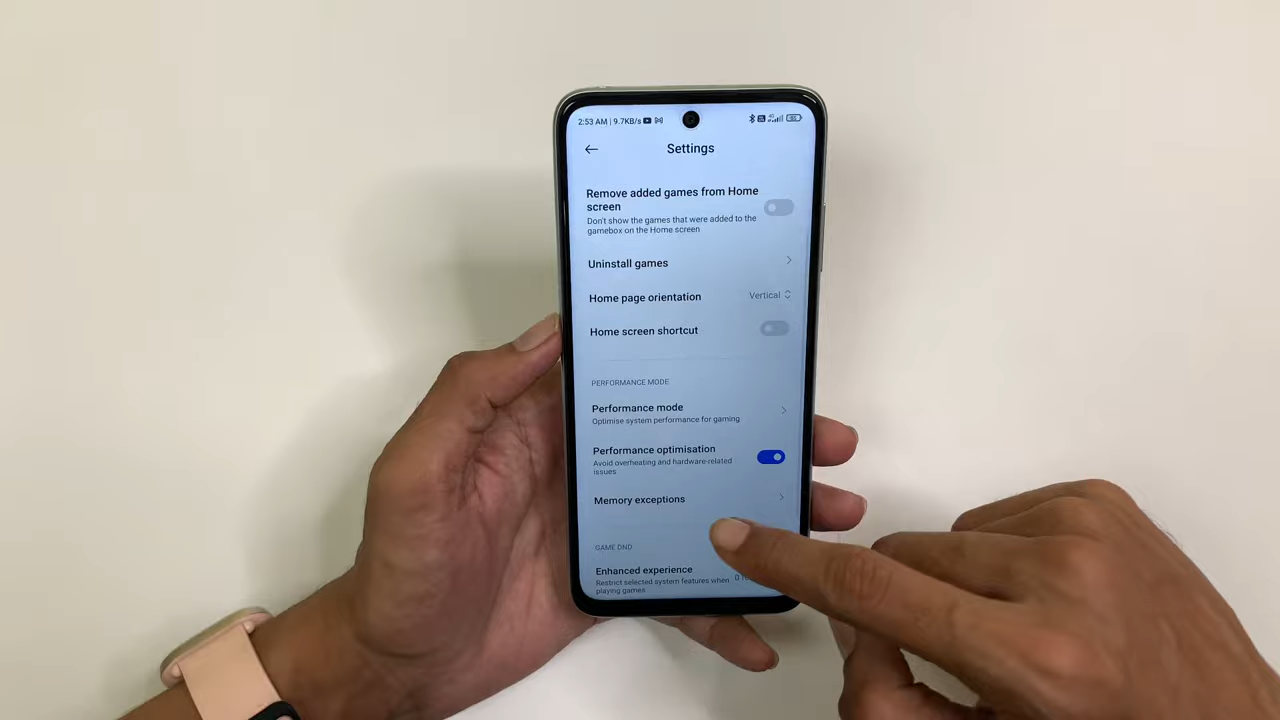 2:53 AM | 9.7KB/s
Settings
Remove added games from Home
screen
Don't show the games that were added to the
gamebox on the Home screen
Uninstall games
Home page orientation
Vertical
Home screen shortcut
PERFORMANCE MODE
Performance mode
Optimise system performance for gaming
Performance optimisation
Avoid overheating and hardware-related
issues
Memory exceptions
GAME DND
Enhanced experience
Restrict selected system features when
playing games